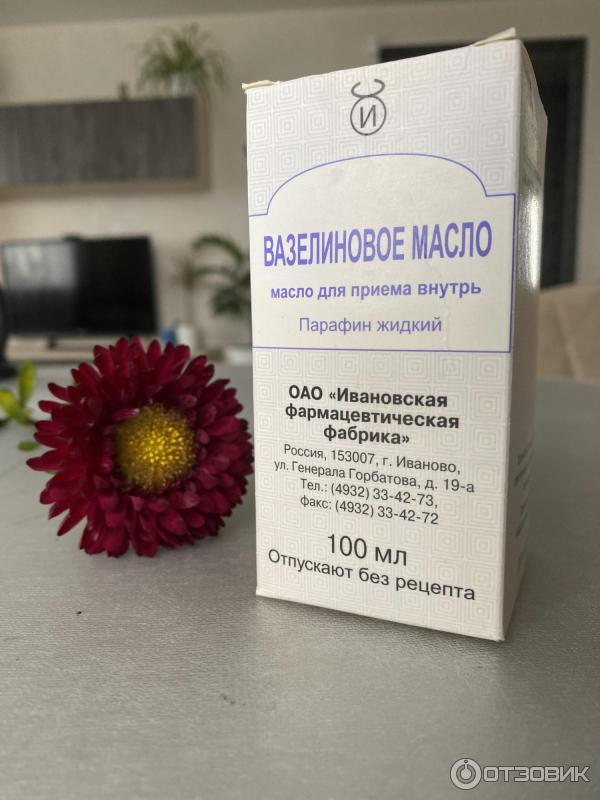 И
ВАЗЕЛИНОВОЕ МАСЛО
масло для приема внутрь
Парафин жидкий
ОАО «Ивановская
фармацевтическая
фабрика»
Россия, 153007, г. Иваново,
ул. Генерала Горбатова, д. 19-а
Тел.: (4932) 33-42-73,
факс: (4932) 33-42-72
100 мл
Отпускают без рецепта
ОТЗОВИК